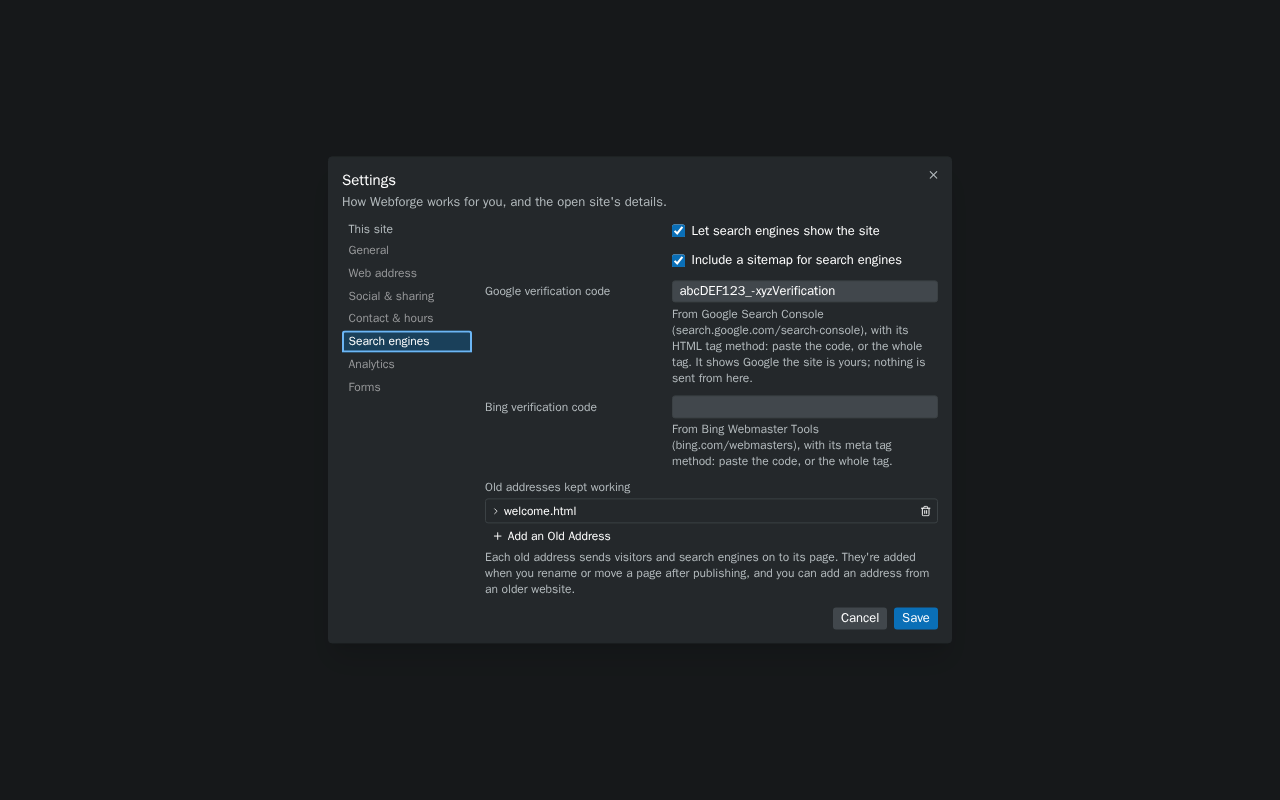 Settings
How Webforge works for you, and the open site's details.
This site
General
Web address
Social & sharing
Contact & hours
Search engines
Analytics
Forms
Let search engines show the site
Include a sitemap for search engines
Google verification code
abcDEF123_-xyzVerification
From Google Search Console
(search.google.com/search-console), with its
HTML tag method: paste the code, or the whole
tag. It shows Google the site is yours; nothing is
sent from here.
Bing verification code
From Bing Webmaster Tools
(bing.com/webmasters), with its meta tag
method: paste the code, or the whole tag.
Old addresses kept working
welcome.html
Add an Old Address
Each old address sends visitors and search engines on to its page. They're added
when you rename or move a page after publishing, and you can add an address from
an older website.
Cancel
Save